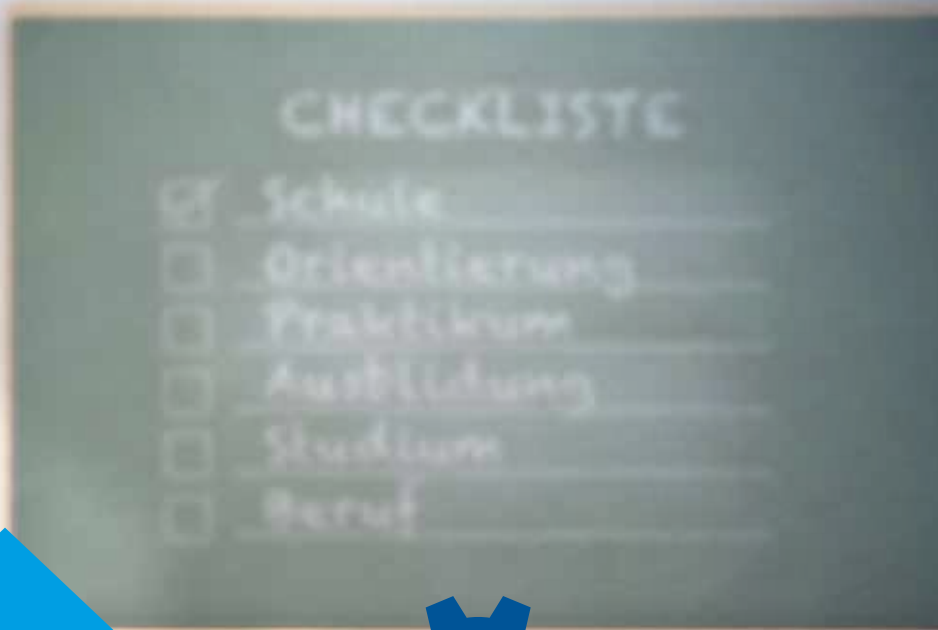 CHECKLISTE
Schule
Orientierung
Praktikum
Ausbildung
Studium
Beruf